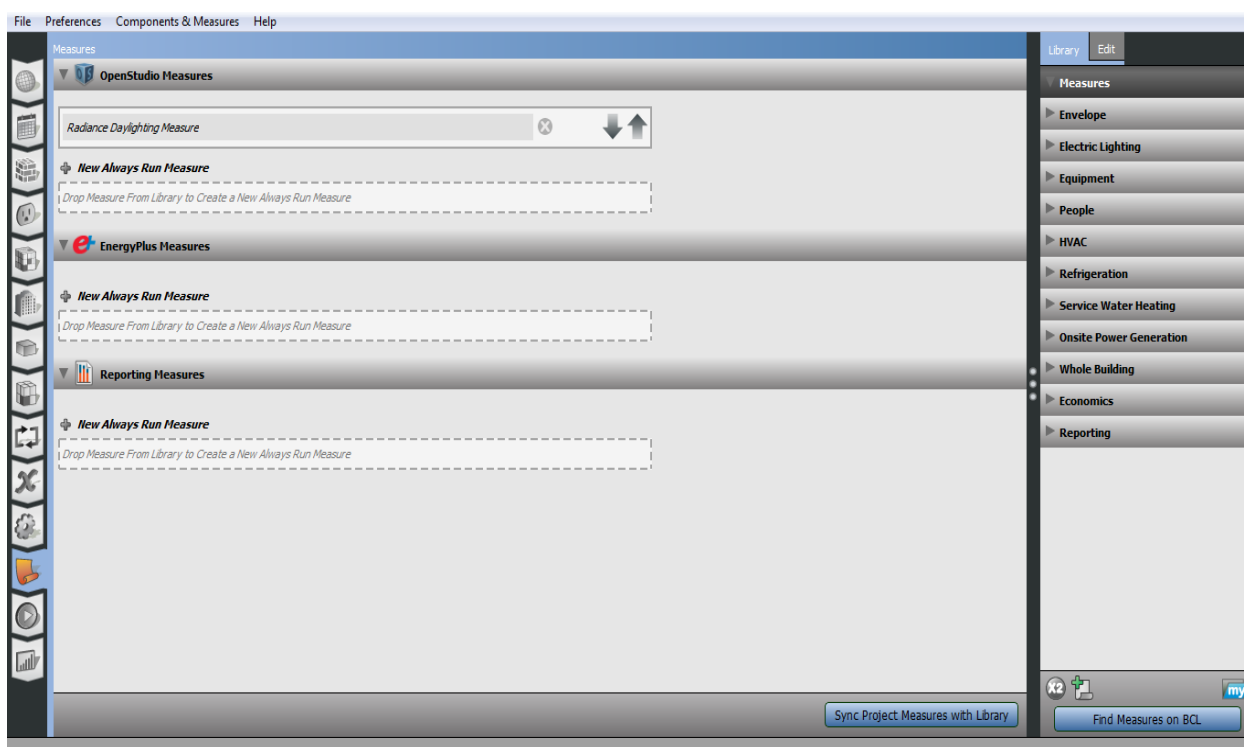 File Preferences Components & Measures Help
Measures
OpenStudio Measures
Radiance Daylighting Measure
New Always Run Measure
Drop Measure From Library to Create a New Always Run Measure
EnergyPlus Measures
New Always Run Measure
Drop Measure From Library to Create a New Always Run Measure
Reporting Measures
New Always Run Measure
Drop Measure From Library to Create a New Always Run Measure
Sync Project Measures with Library
Library Edit
Measures
Envelope
Electric Lighting
Equipment
People
HVAC
Refrigeration
Service Water Heating
Onsite Power Generation
Whole Building
Economics
Reporting
X2
my
Find Measures on BCL